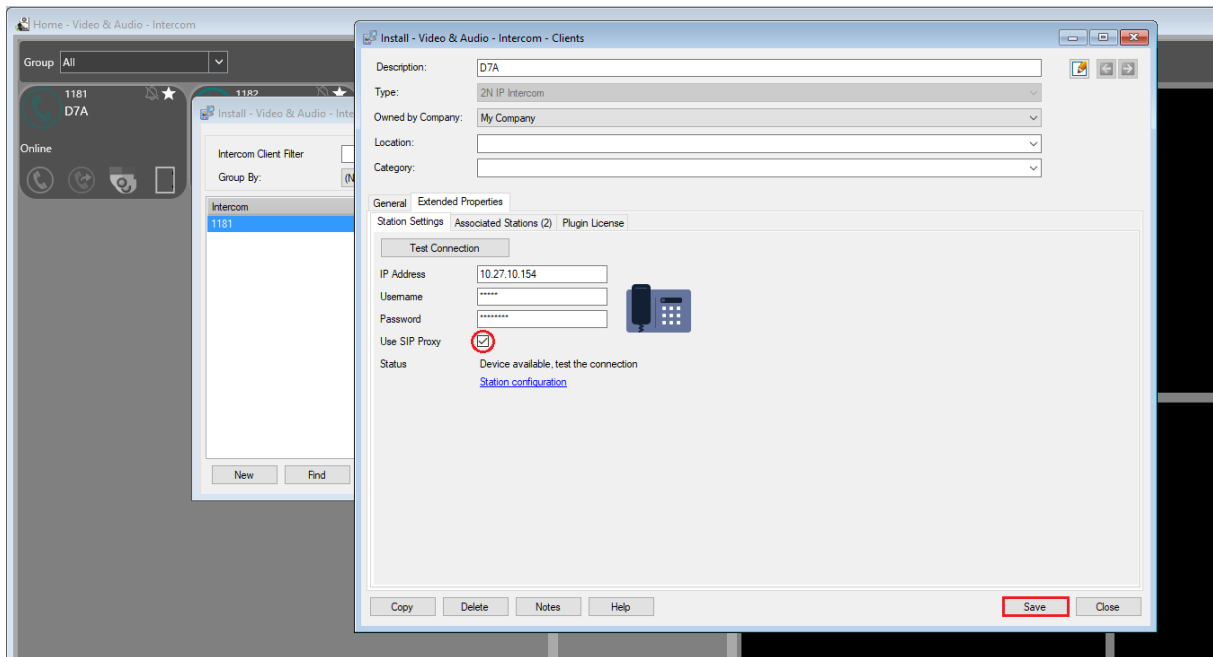 Home - Video & Audio - Intercom
Group All
1181
D7A
Online
1182
Install - Video & Audio - Inte
Intercom Client Filter
Group By: (N
Intercom
1181
New Find
Install - Video & Audio - Intercom - Clients
Description: D7A
Type: 2N IP Intercom
Owned by Company: My Company
Location:
Category:
General Extended Properties
Station Settings Associated Stations (2) Plugin License
Test Connection
IP Address 10.27.10.154
Username *****
Password ********
Use SIP Proxy
Status Device available, test the connection
Station configuration
Copy Delete Notes Help Save Close